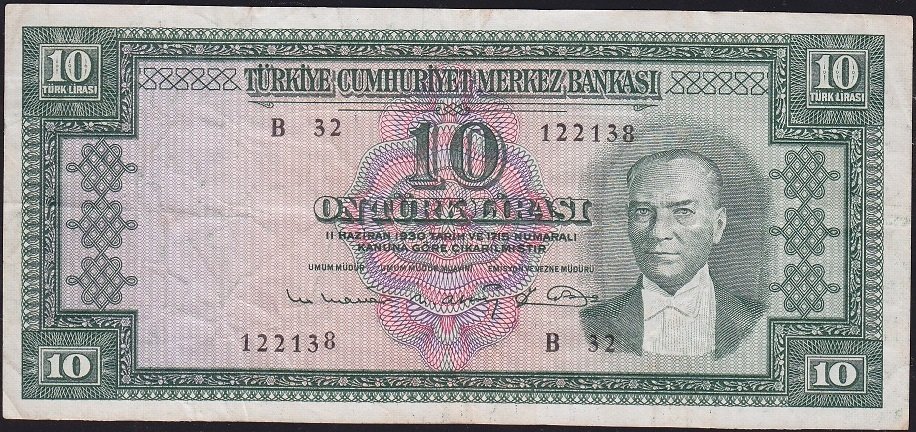 10
TÜRK LİRASI
10
TÜRK LİRASI
TÜRKİYE CUMHURİYET MERKEZ BANKASI
B 32
122138
10
ON TÜRK LİRASI
11 HAZİRAN 1930 TARİH VE 1715 NUMARALI
KANUNA GÖRE ÇIKARILMIŞTIR
UMUM MÜDÜR UMUM MÜDÜR MUAVİNİ EMİSYON VE VEZNE MÜDÜRÜ
122138
B 32
10
10